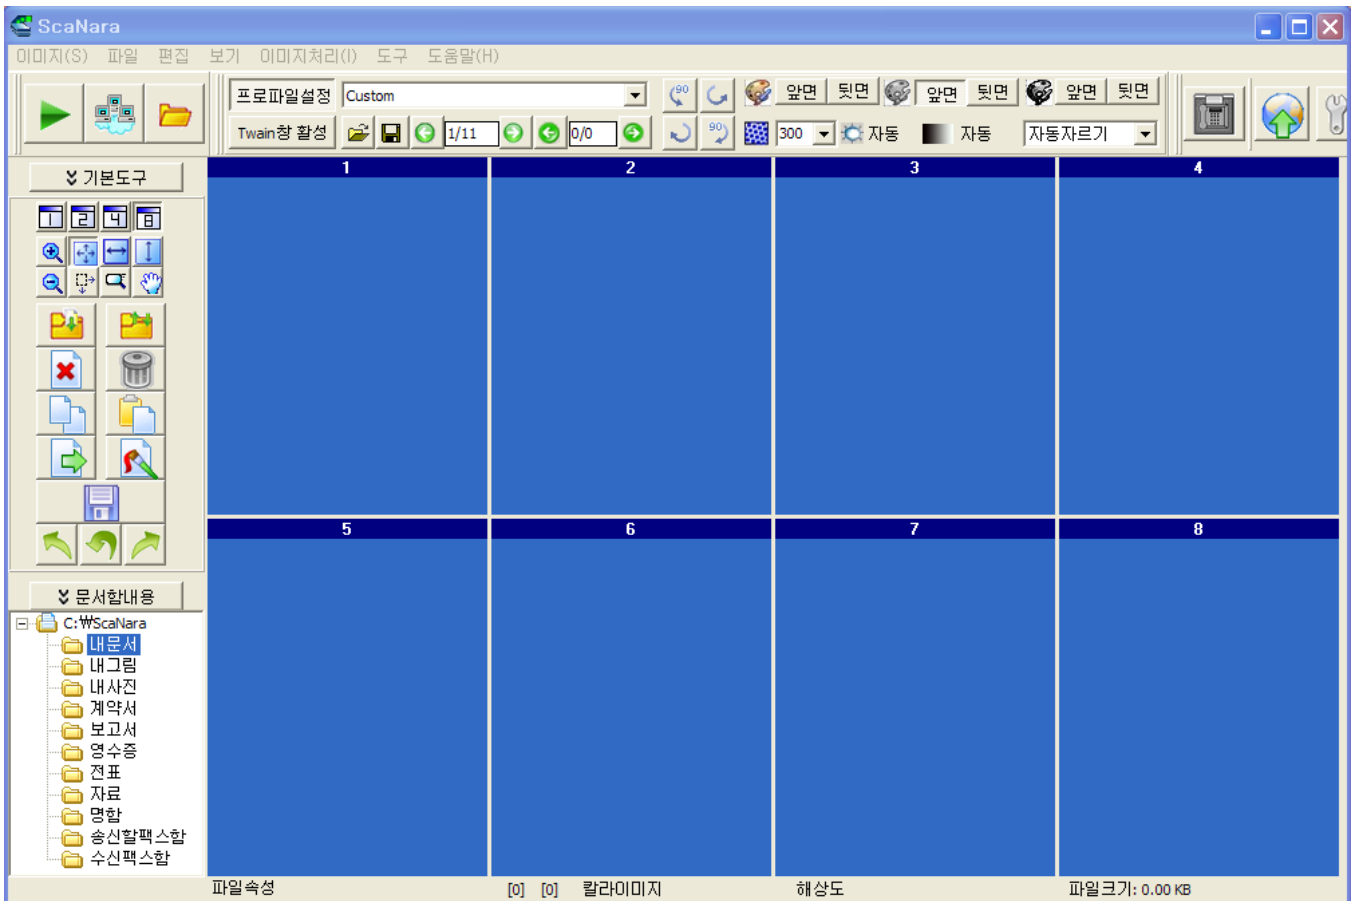 ScaNara
이미지(S) 파일 편집 보기 이미지처리(I) 도구 도움말(H)
프로파일설정 Custom 90 앞면 뒷면 앞면 뒷면 앞면 뒷면
Twain창 활성 1/11 0/0 90 300 자동 자동 자동자르기
기본도구
1 2 3 4
1 2 4 8
5 6 7 8
문서함내용
C:₩ScaNara
내문서
내그림
내사진
계약서
보고서
영수증
전표
자료
명함
송신할팩스함
수신팩스함
파일속성 [0] [0] 칼라이미지 해상도 파일크기: 0.00 KB